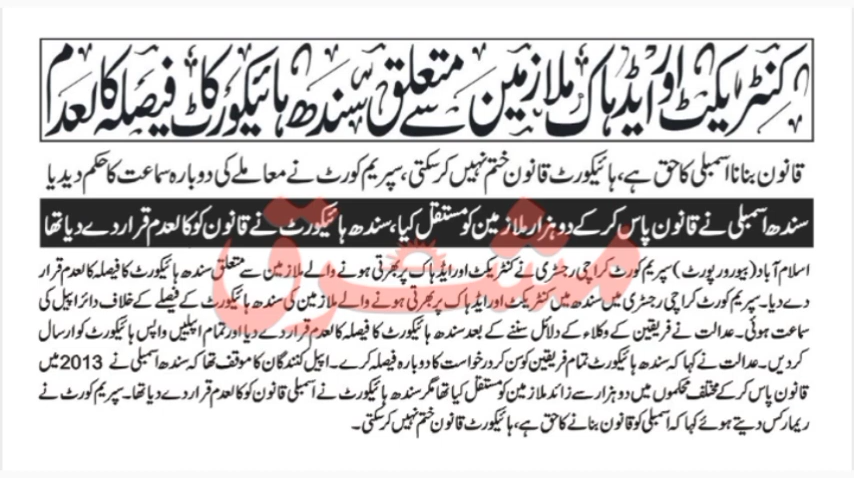 کنٹریکٹ اور ایڈہاک ملازمین سے متعلق سندھ ہائیکورٹ کا فیصلہ کالعدم
قانون بنانا اسمبلی کا حق ہے، ہائیکورٹ قانون ختم نہیں کر سکتی، سپریم کورٹ نے معاملے کی دوبارہ سماعت کا حکم دیدیا
سندھ اسمبلی نے قانون پاس کر کے دو ہزار ملازمین کو مستقل کیا، سندھ ہائیکورٹ نے قانون کو کالعدم قرار دے دیا تھا
اسلام آباد (بیورو رپورٹ) سپریم کورٹ کراچی رجسٹری نے کنٹریکٹ اور ایڈہاک پر بھرتی ہونے والے ملازمین سے متعلق سندھ ہائیکورٹ کا فیصلہ کالعدم قرار
دے دیا۔ سپریم کورٹ کراچی رجسٹری میں سندھ میں کنٹریکٹ اور ایڈہاک پر بھرتی ہونے والے ملازمین کی سندھ ہائیکورٹ کے فیصلے کے خلاف دائر اپیل کی
سماعت ہوئی۔ عدالت نے فریقین کے وکلاء کے دلائل سننے کے بعد سندھ ہائیکورٹ کا فیصلہ کالعدم قرار دے دیا اور تمام اپیلیں واپس ہائیکورٹ کو ارسال
کر دیں۔ عدالت نے کہا کہ سندھ ہائیکورٹ تمام فریقین کو سن کر درخواست کا دوبارہ فیصلہ کرے۔ اپیل کنندگان کا موقف تھا کہ سندھ اسمبلی نے 2013 میں
قانون پاس کر کے مختلف محکموں میں دو ہزار سے زائد ملازمین کو مستقل کیا تھا مگر سندھ ہائیکورٹ نے اسمبلی قانون کو کالعدم قرار دے دیا تھا۔ سپریم کورٹ نے
ریمارکس دیتے ہوئے کہا کہ اسمبلی کو قانون بنانے کا حق ہے، ہائیکورٹ قانون ختم نہیں کر سکتی۔
مشرق